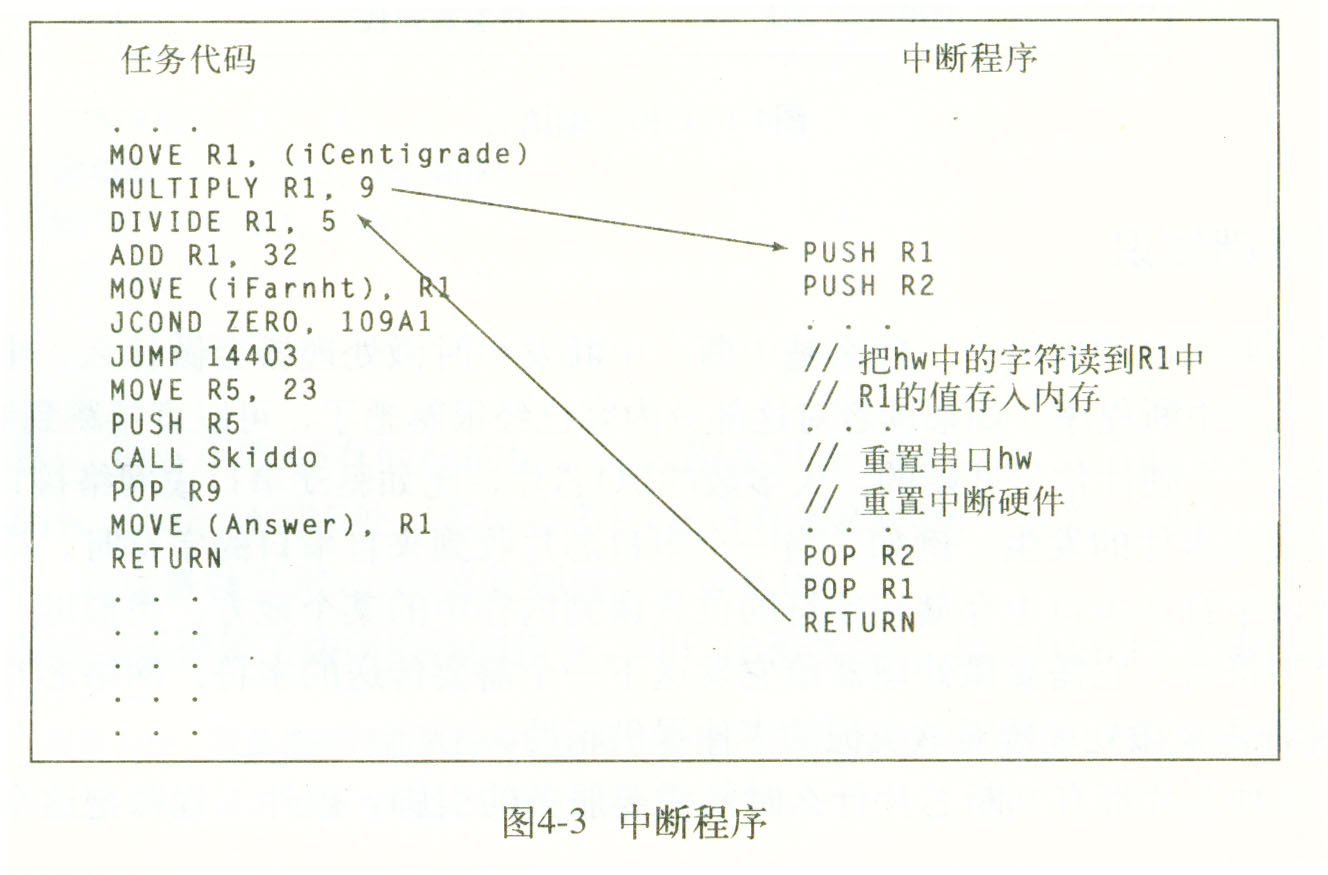 任务代码
. . .
MOVE R1, (iCentigrade)
MULTIPLY R1, 9
DIVIDE R1, 5
ADD R1, 32
MOVE (iFarnht), R1
JCOND ZERO, 109A1
JUMP 14403
MOVE R5, 23
PUSH R5
CALL Skiddo
POP R9
MOVE (Answer), R1
RETURN
. . .
. . .
. . .
. . .
. . .
中断程序
PUSH R1
PUSH R2
. . .
// 把hw中的字符读到R1中
// R1的值存入内存
. . .
// 重置串口hw
// 重置中断硬件
. . .
POP R2
POP R1
RETURN
图4-3 中断程序